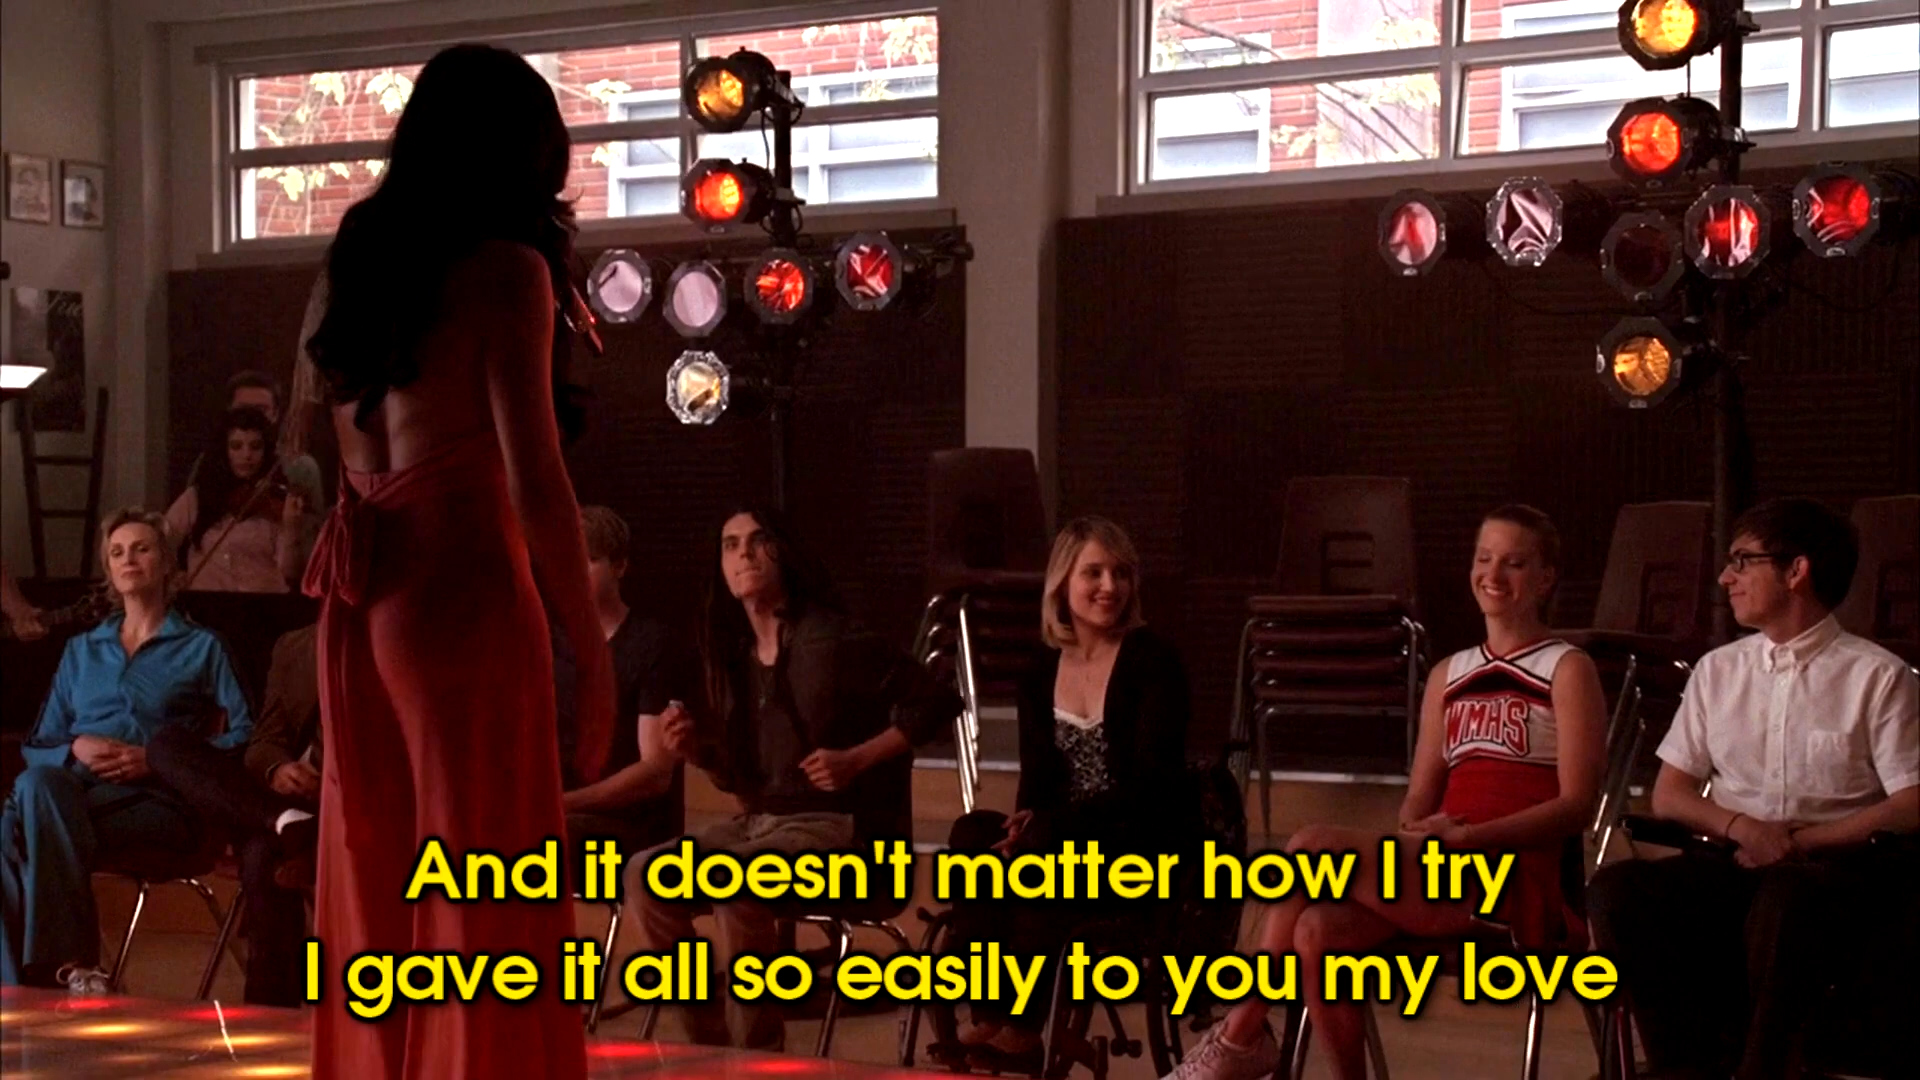 WMHS
And it doesn't matter how I try
I gave it all so easily to you my love